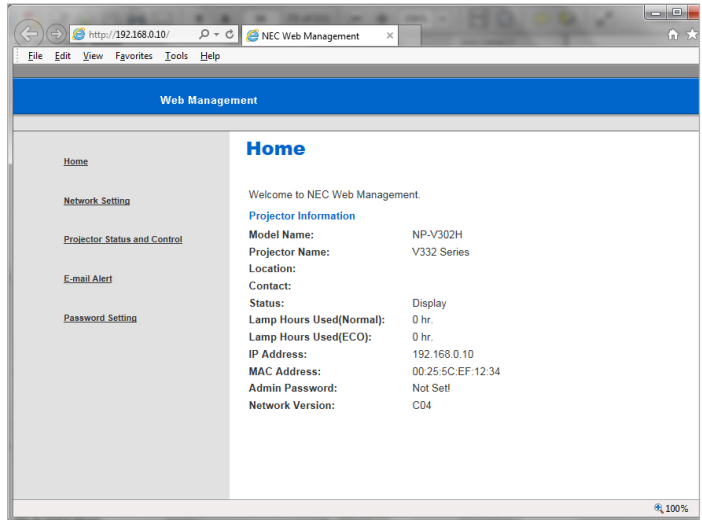 http://192.168.0.10/
NEC Web Management
File Edit View Favorites Tools Help
Web Management
Home
Network Setting
Projector Status and Control
E-mail Alert
Password Setting
Home
Welcome to NEC Web Management.
Projector Information
Model Name: NP-V302H
Projector Name: V332 Series
Location:
Contact:
Status: Display
Lamp Hours Used(Normal): 0 hr.
Lamp Hours Used(ECO): 0 hr.
IP Address: 192.168.0.10
MAC Address: 00:25:5C:EF:12:34
Admin Password: Not Set!
Network Version: C04
100%